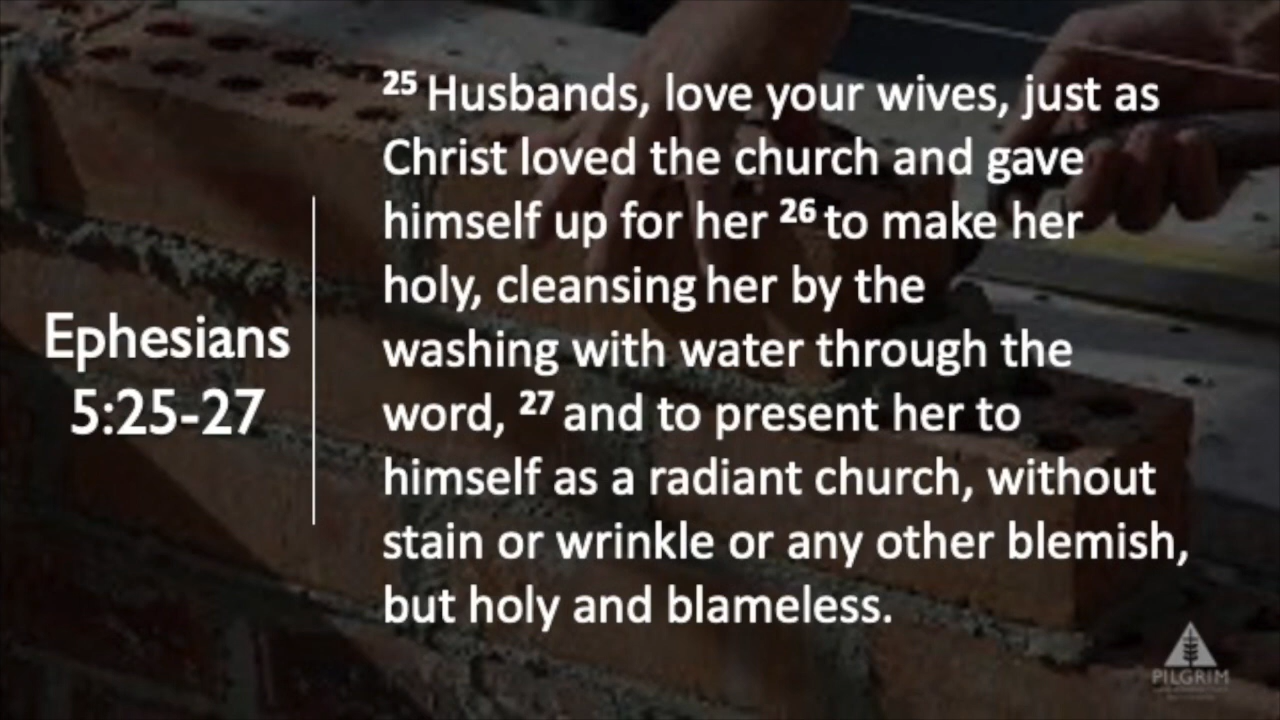 Ephesians
5:25-27
25 Husbands, love your wives, just as
Christ loved the church and gave
himself up for her 26 to make her
holy, cleansing her by the
washing with water through the
word, 27 and to present her to
himself as a radiant church, without
stain or wrinkle or any other blemish,
but holy and blameless.
PILGRIM